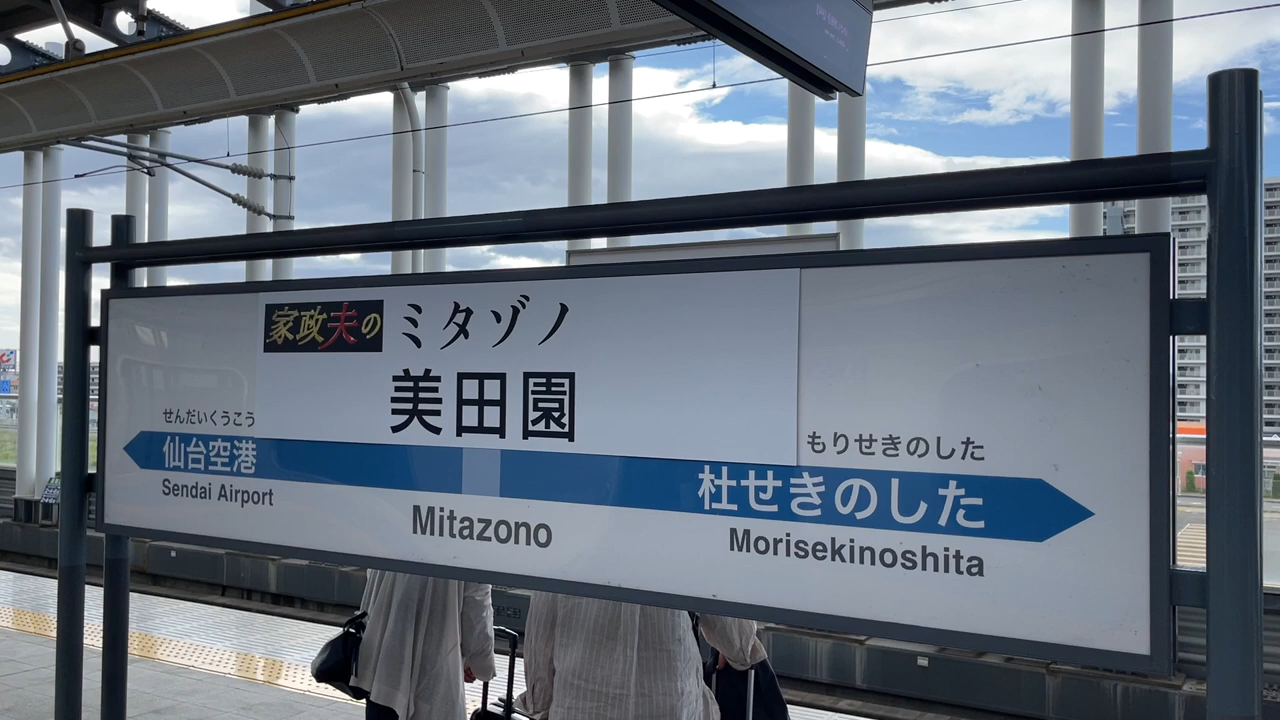 家政夫のミタゾノ
美田園
せんだいくうこう
仙台空港
Sendai Airport
Mitazono
もりせきのした
杜せきのした
Morisekinoshita